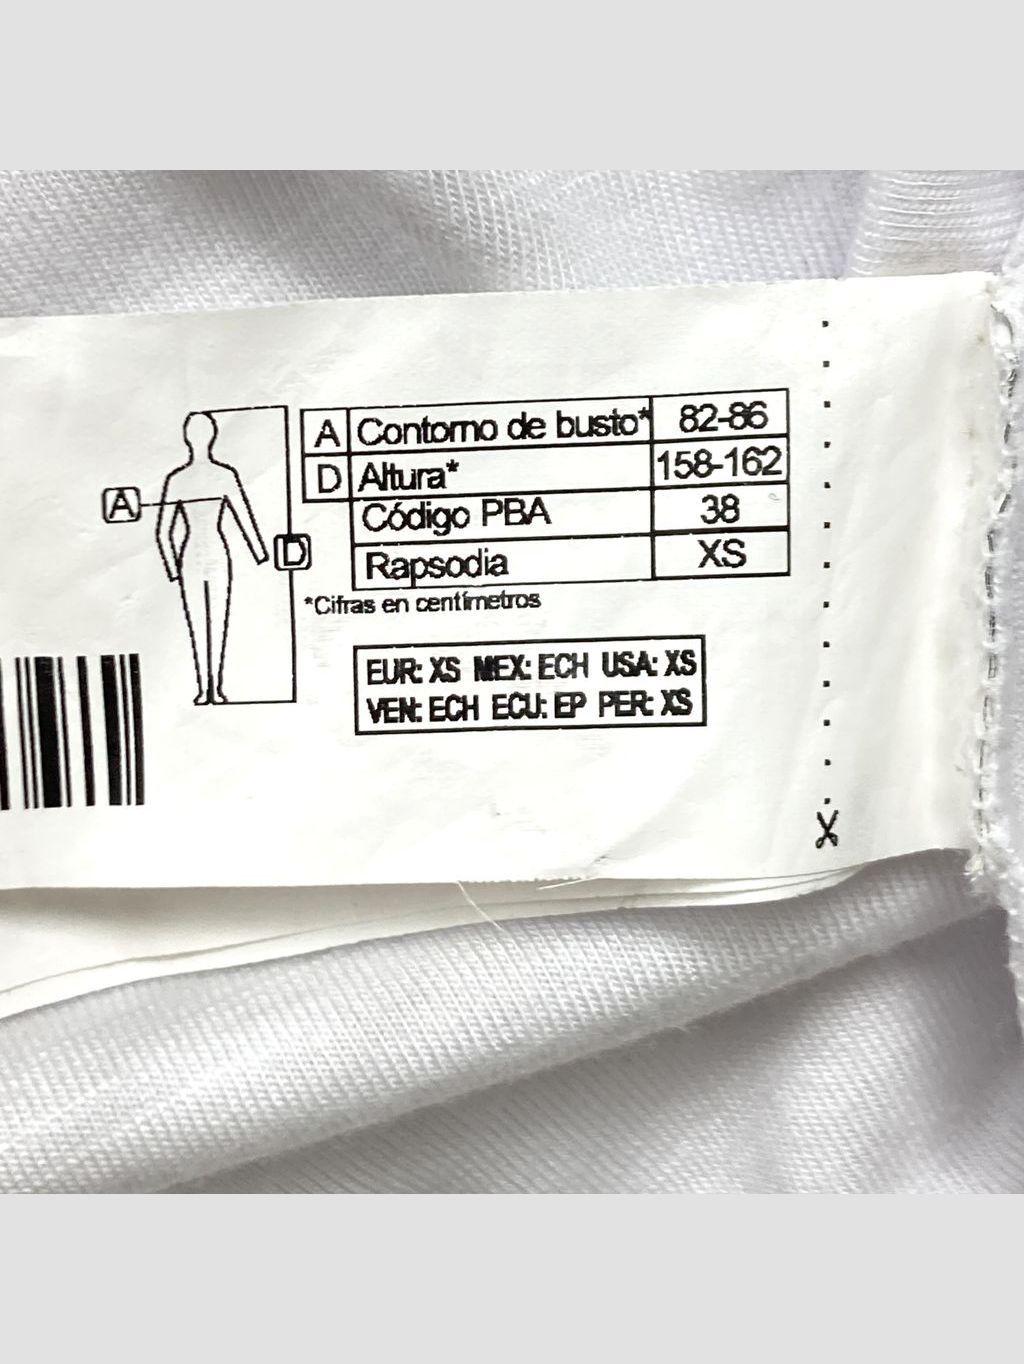 A Contorno de busto* 82-86
D Altura* 158-162
Código PBA 38
Rapsodia XS
*Cifras en centímetros
A
D
EUR: XS MEX: ECH USA: XS
VEN: ECH ECU: EP PER: XS